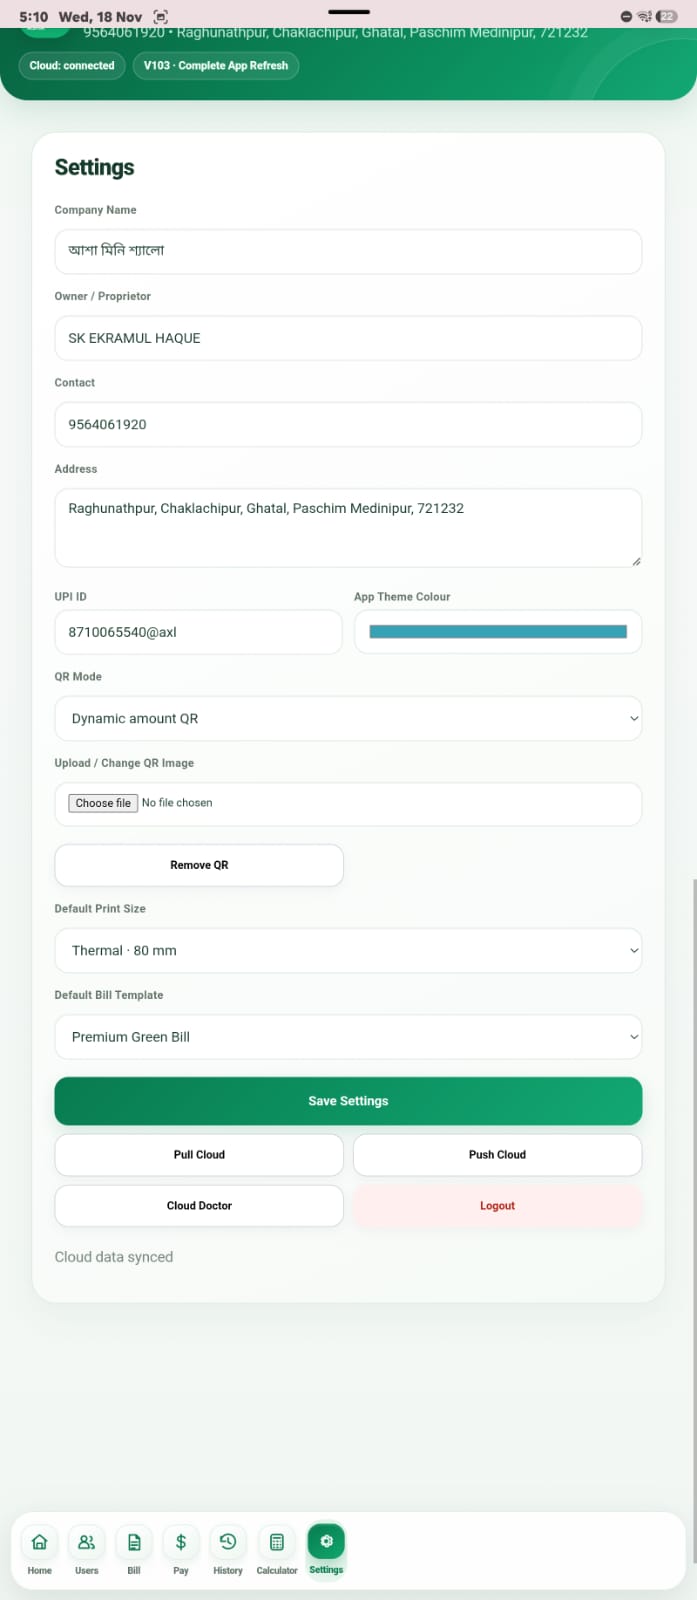 5:10 Wed, 18 Nov 22
9564061920 • Raghunathpur, Chaklachipur, Ghatal, Paschim Medinipur, 721232
Cloud: connected V103 · Complete App Refresh
Settings
Company Name
আশা মিনি শ্যালো
Owner / Proprietor
SK EKRAMUL HAQUE
Contact
9564061920
Address
Raghunathpur, Chaklachipur, Ghatal, Paschim Medinipur, 721232
UPI ID App Theme Colour
8710065540@axl
QR Mode
Dynamic amount QR
Upload / Change QR Image
Choose file No file chosen
Remove QR
Default Print Size
Thermal · 80 mm
Default Bill Template
Premium Green Bill
Save Settings
Pull Cloud Push Cloud
Cloud Doctor Logout
Cloud data synced
Home Users Bill Pay History Calculator Settings